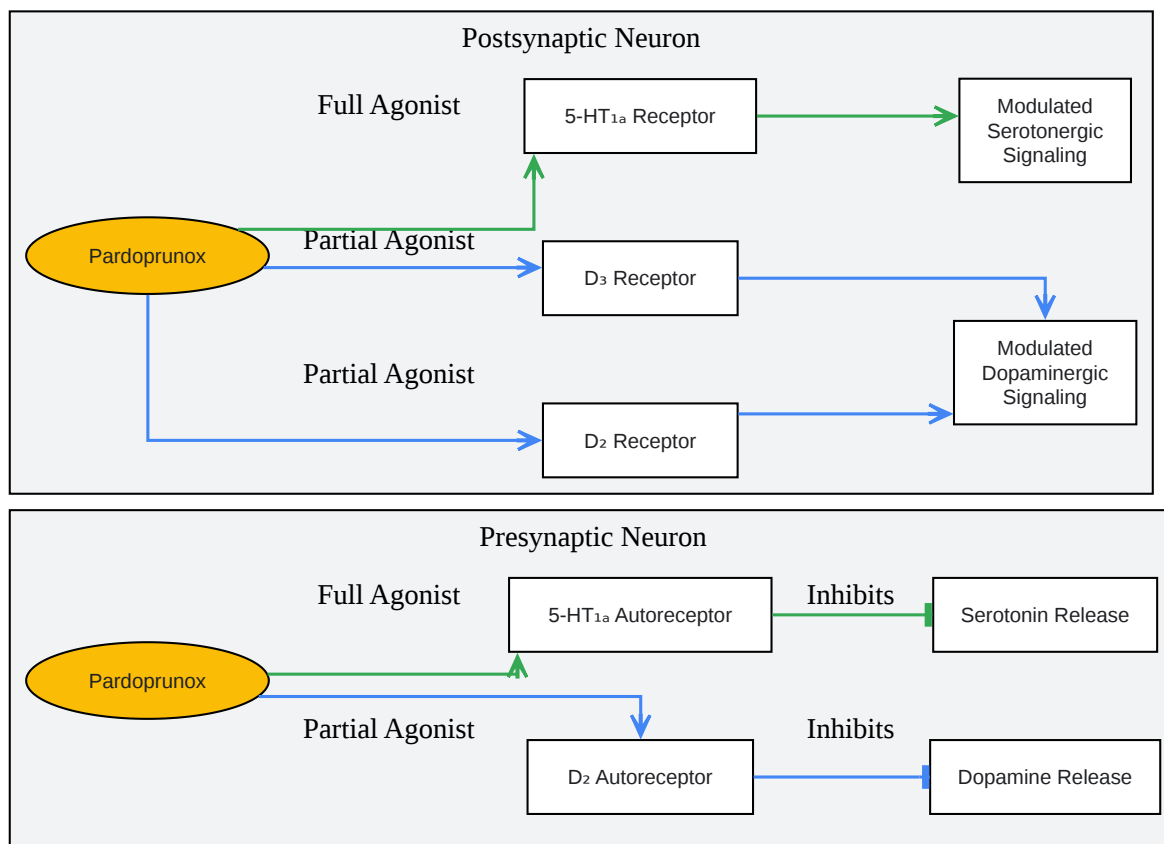 Postsynaptic Neuron
Full Agonist
5-HT₁ₐ Receptor
Modulated
Serotonergic
Signaling
Pardoprunox
Partial Agonist
D₃ Receptor
Modulated
Dopaminergic
Signaling
Partial Agonist
D₂ Receptor
Presynaptic Neuron
Full Agonist
5-HT₁ₐ Autoreceptor
Inhibits
Serotonin Release
Pardoprunox
Partial Agonist
D₂ Autoreceptor
Inhibits
Dopamine Release